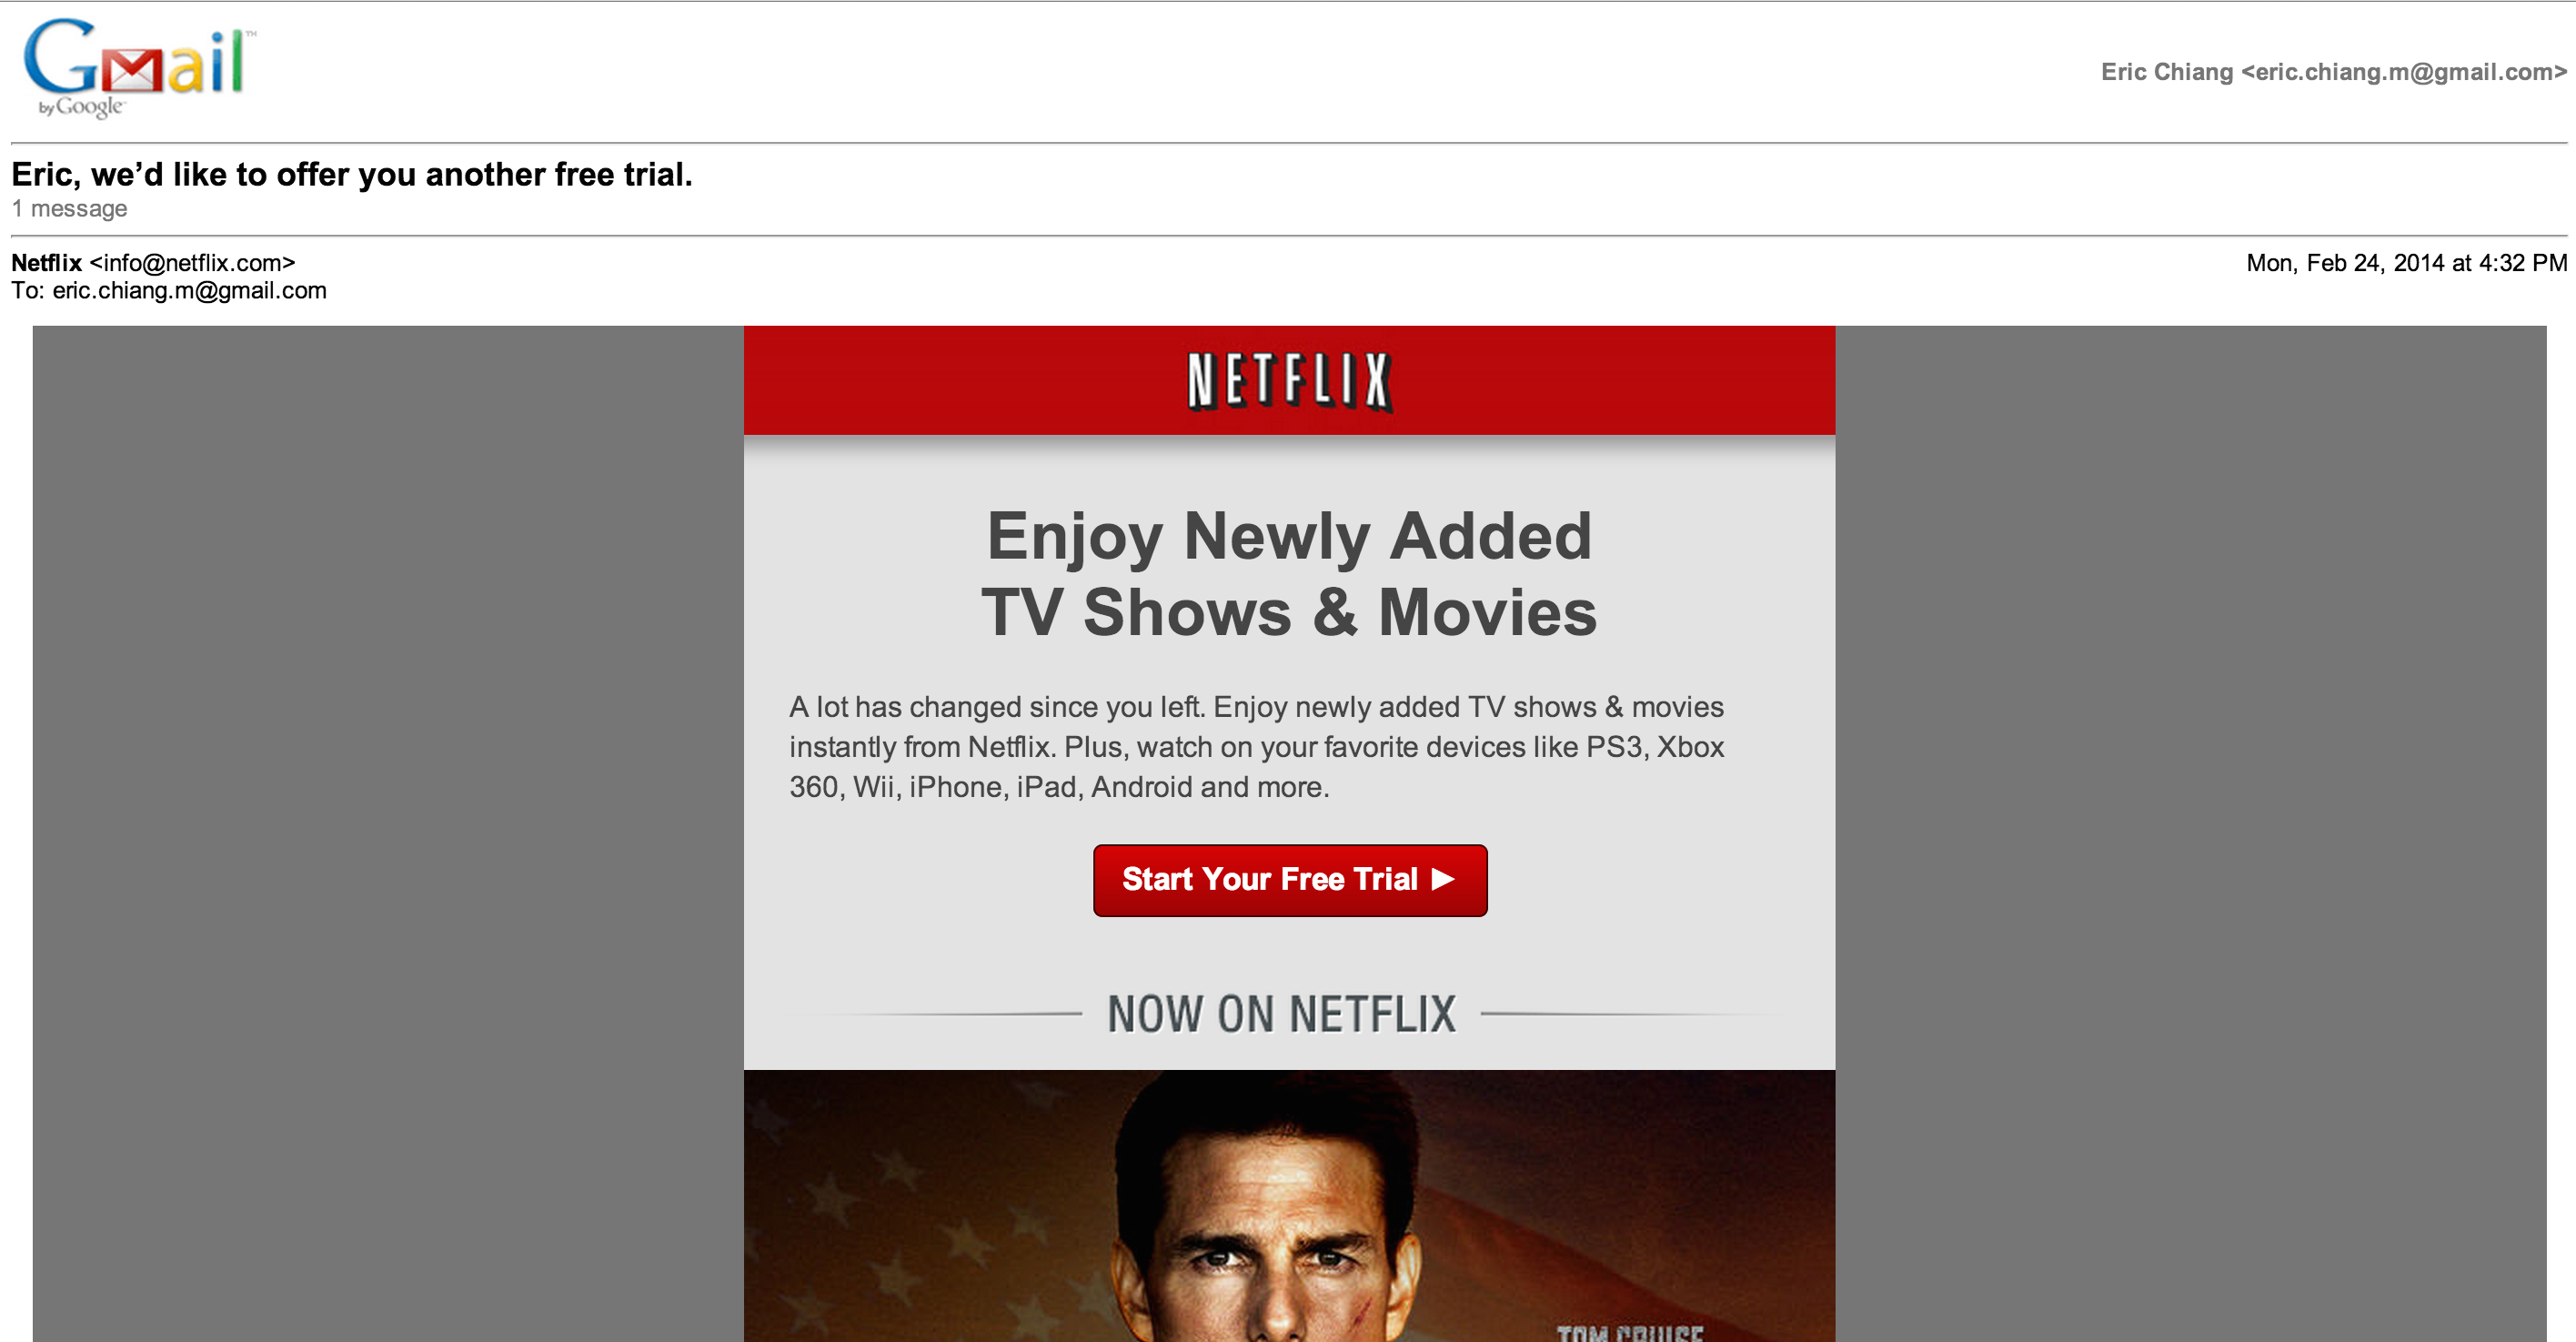 Gmail™
by Google™
Eric Chiang <eric.chiang.m@gmail.com>
Eric, we’d like to offer you another free trial.
1 message
Netflix <info@netflix.com>
Mon, Feb 24, 2014 at 4:32 PM
To: eric.chiang.m@gmail.com
NETFLIX
Enjoy Newly Added
TV Shows & Movies
A lot has changed since you left. Enjoy newly added TV shows & movies
instantly from Netflix. Plus, watch on your favorite devices like PS3, Xbox
360, Wii, iPhone, iPad, Android and more.
Start Your Free Trial ►
NOW ON NETFLIX
TOM CRUISE